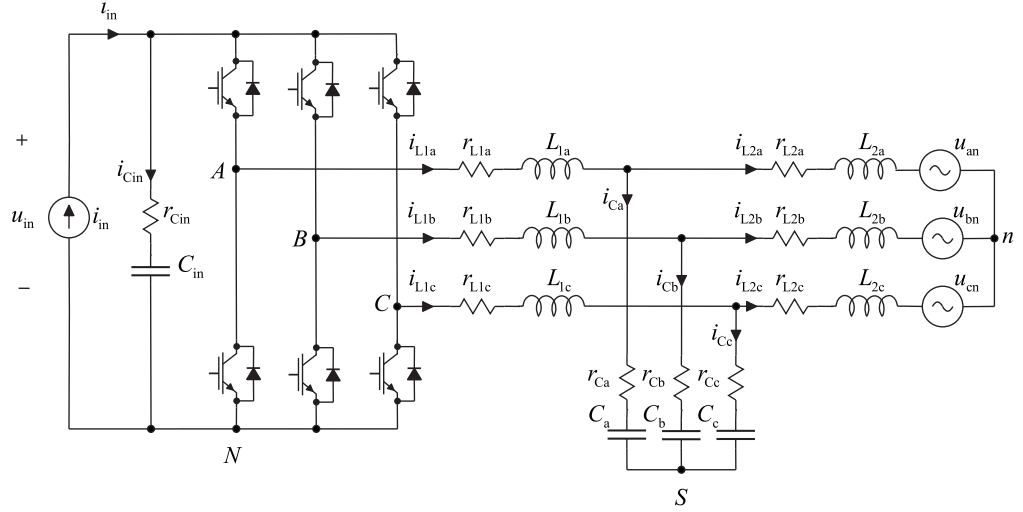 i_in
+
u_in
−
i_in
i_Cin
r_Cin
C_in
A
B
C
N
i_L1a r_L1a L_1a i_L2a r_L2a L_2a u_an
i_Ca
i_L1b r_L1b L_1b i_L2b r_L2b L_2b u_bn
n
i_Cb
i_L1c r_L1c L_1c i_L2c r_L2c L_2c u_cn
i_Cc
r_Ca r_Cb r_Cc
C_a C_b C_c
S